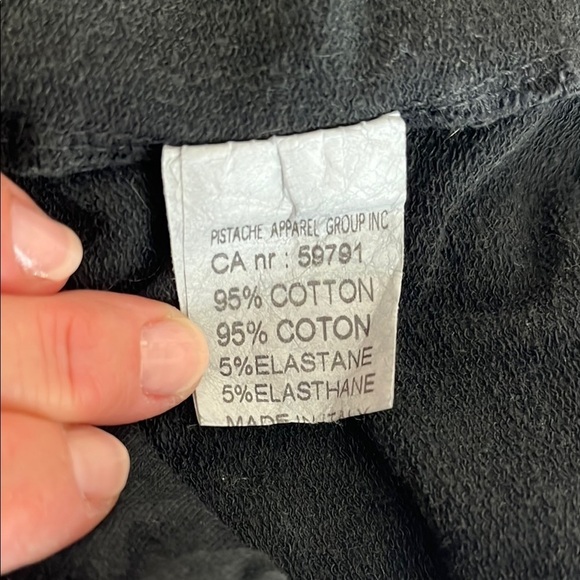 PISTACHE APPAREL GROUP INC
CA nr : 59791
95% COTTON
95% COTON
5%ELASTANE
5%ELASTHANE
MADE IN ITALY